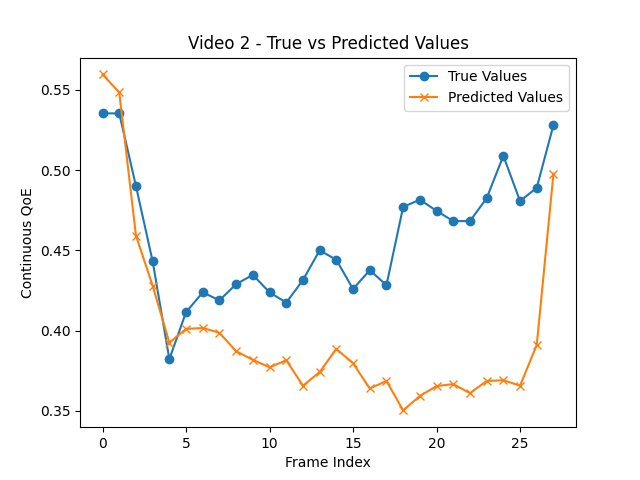 Video 2 - True vs Predicted Values
True Values
Predicted Values
Continuous QoE
0.55
0.50
0.45
0.40
0.35
0 5 10 15 20 25
Frame Index